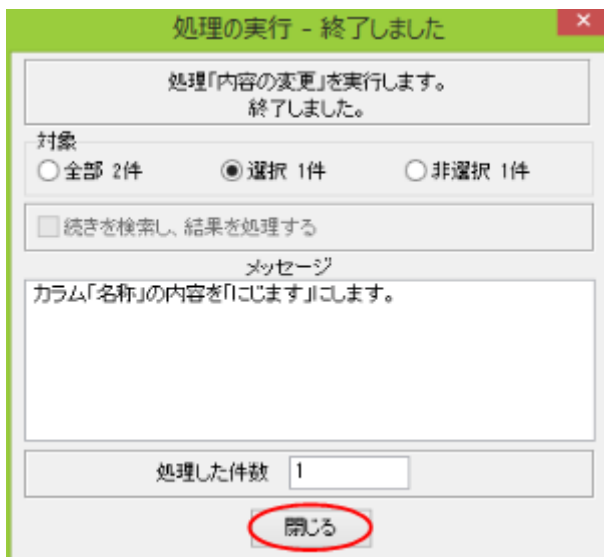 処理の実行 - 終了しました
処理「内容の変更」を実行します。
終了しました。
対象
全部 2件 選択 1件 非選択 1件
続きを検索し、結果を処理する
メッセージ
カラム「名称」の内容を「にじます」にします。
処理した件数 1
閉じる